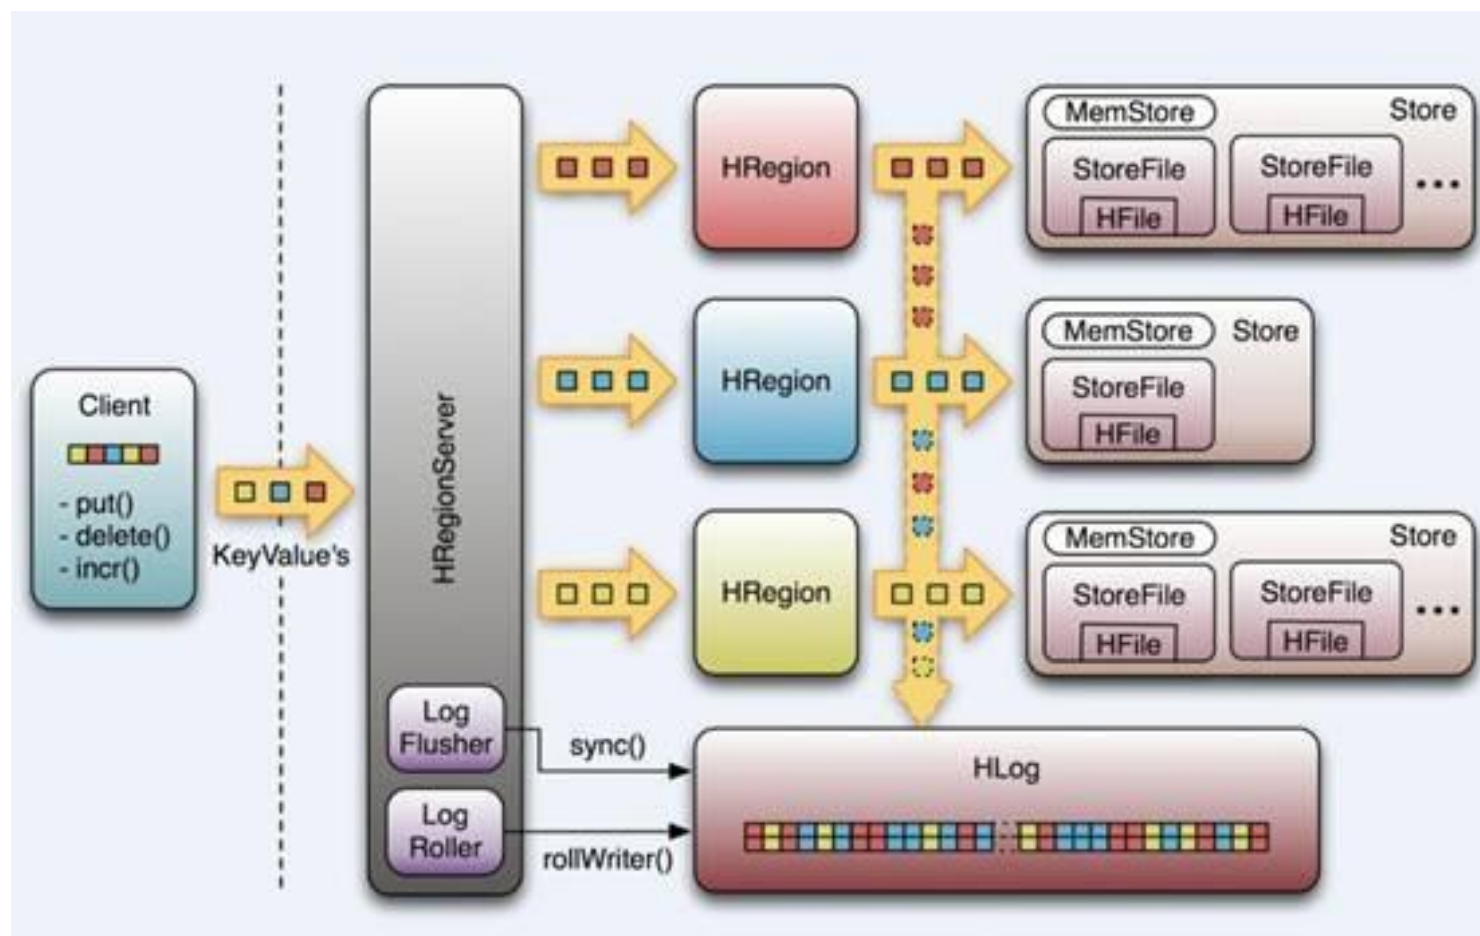 Client
- put()
- delete()
- incr()
KeyValue's
HRegionServer
Log
Flusher
Log
Roller
sync()
rollWriter()
HRegion
MemStore
Store
StoreFile
HFile
StoreFile
HFile
...
HRegion
MemStore
Store
StoreFile
HFile
HRegion
MemStore
Store
StoreFile
HFile
StoreFile
HFile
...
HLog